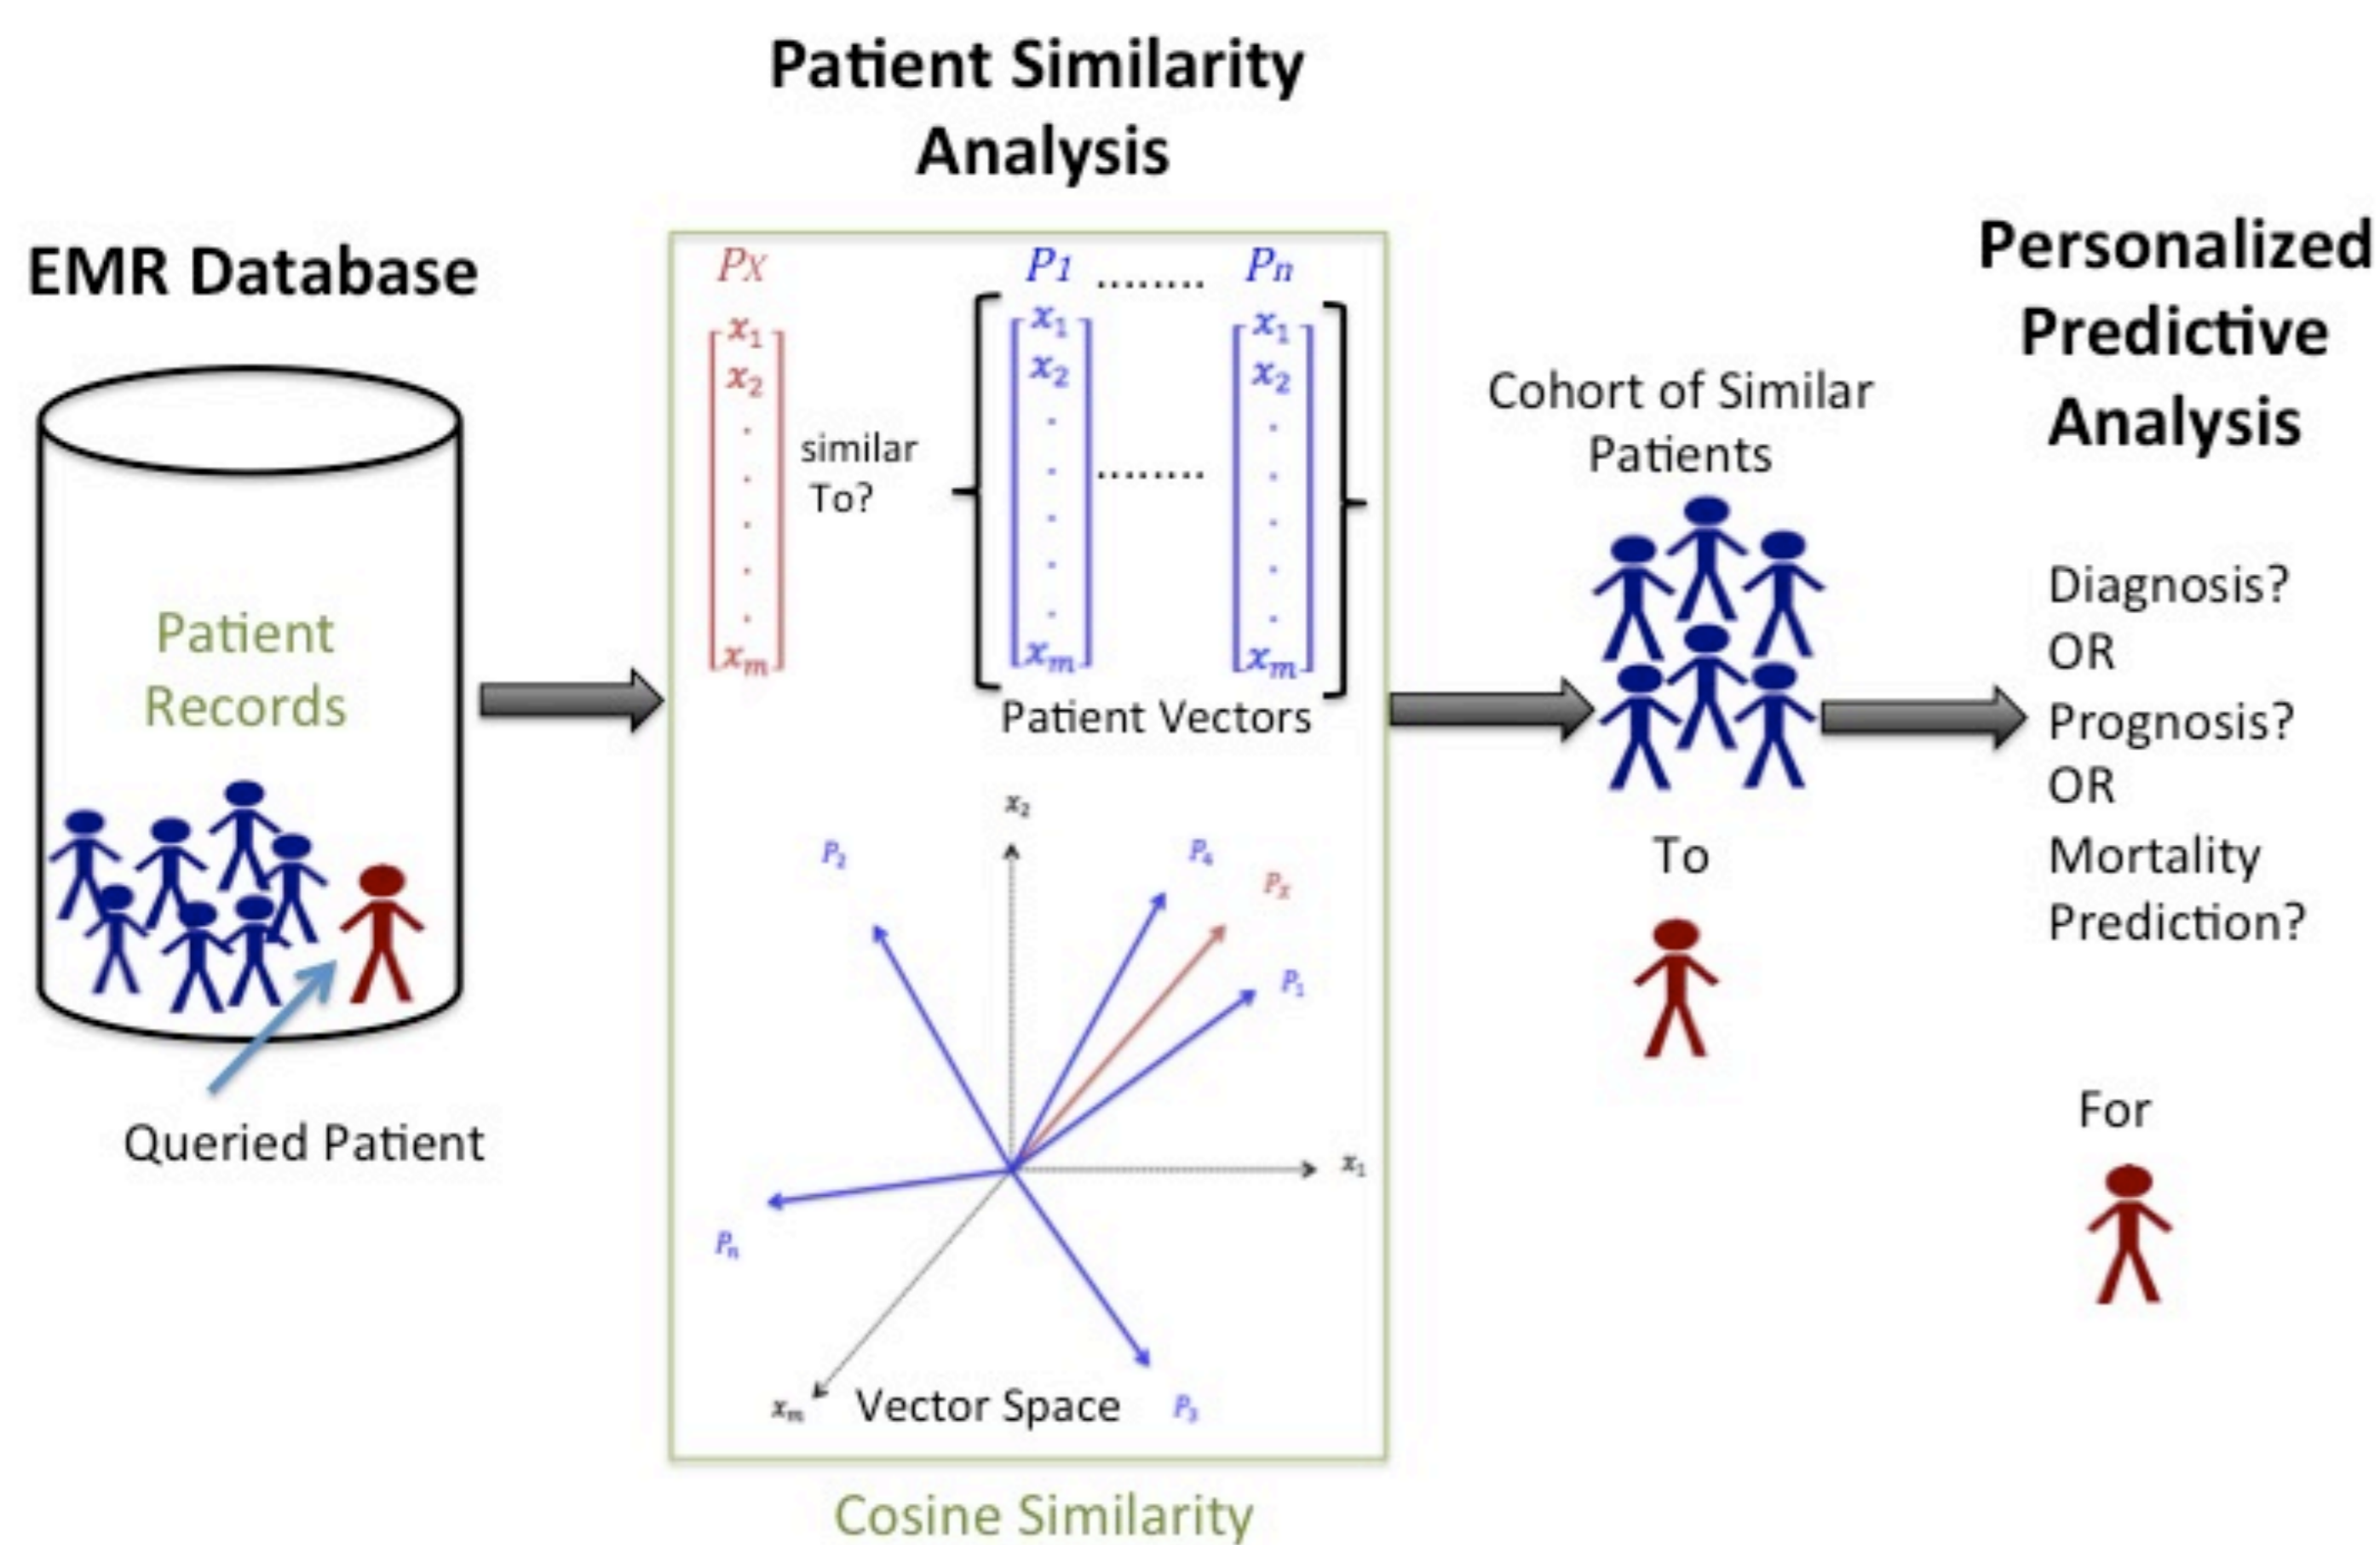 Patient Similarity
Analysis
EMR Database
Patient
Records
Queried Patient
Px P1 ........ Pn
x1 x1 x1
x2 x2 x2
similar
To?
........
xm xm xm
Patient Vectors
x2
P2
P4
Px
P1
x1
Pn
xm
Vector Space
P3
Cosine Similarity
Cohort of Similar
Patients
To
Personalized
Predictive
Analysis
Diagnosis?
OR
Prognosis?
OR
Mortality
Prediction?
For